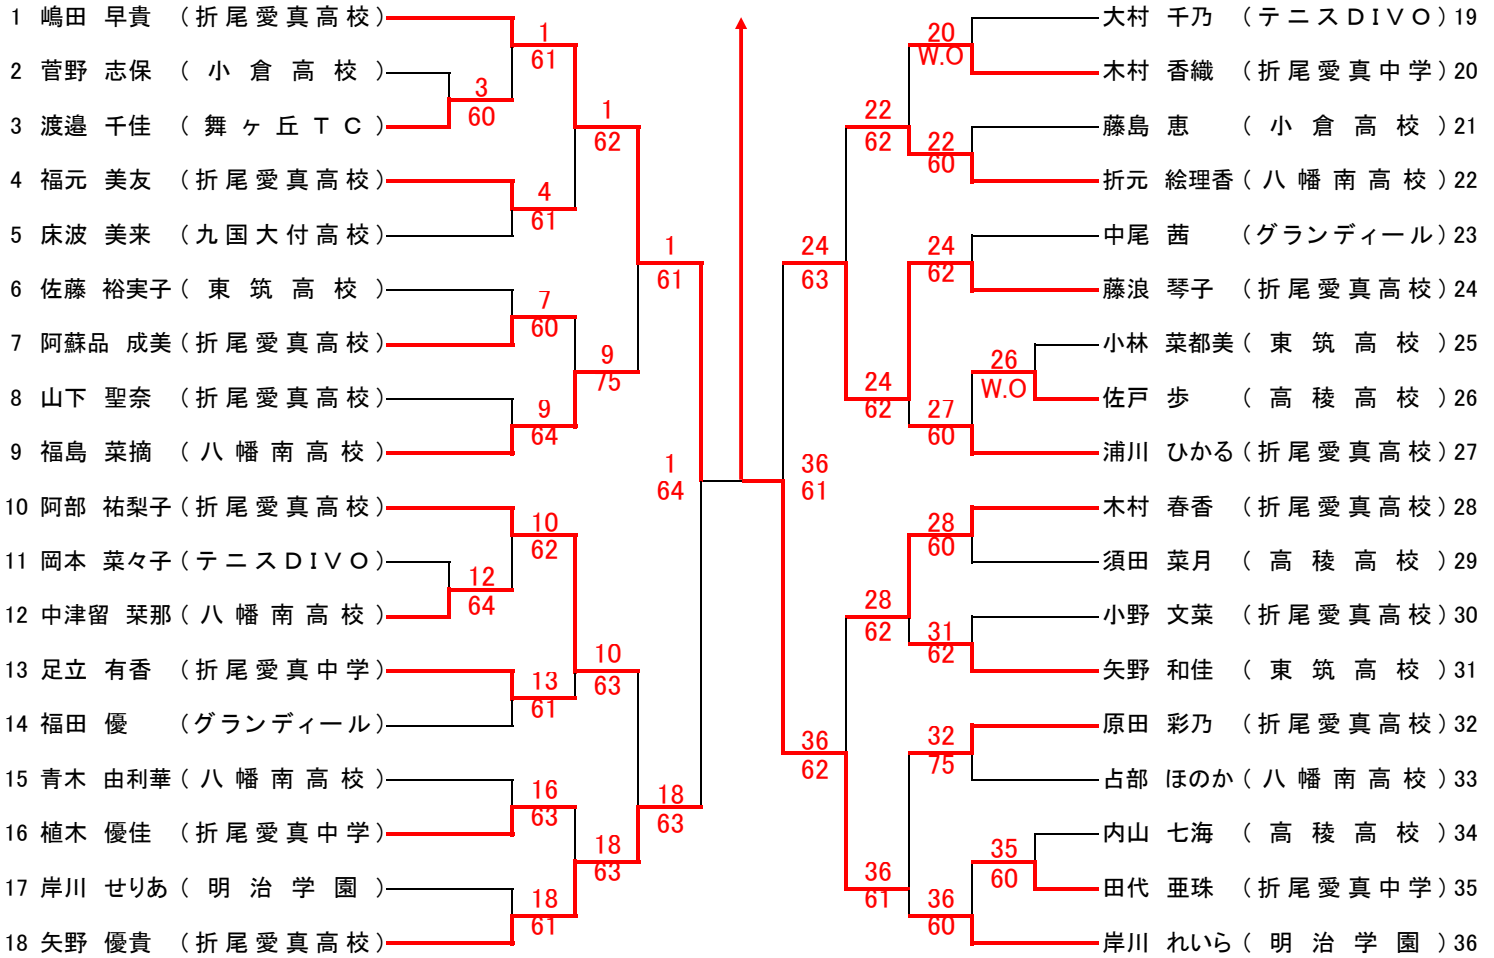 1 嶋田 早貴 （折尾愛真高校）
2 菅野 志保 （小倉高校）
3 渡邉 千佳 （舞ヶ丘ＴＣ）
4 福元 美友 （折尾愛真高校）
5 床波 美来 （九国大付高校）
6 佐藤 裕実子（東筑高校）
7 阿蘇品 成美（折尾愛真高校）
8 山下 聖奈 （折尾愛真高校）
9 福島 菜摘 （八幡南高校）
10 阿部 祐梨子（折尾愛真高校）
11 岡本 菜々子（テニスＤＩＶＯ）
12 中津留 栞那（八幡南高校）
13 足立 有香 （折尾愛真中学）
14 福田 優 （グランディール）
15 青木 由利華（八幡南高校）
16 植木 優佳 （折尾愛真中学）
17 岸川 せりあ（明治学園）
18 矢野 優貴 （折尾愛真高校）
3
60
12
64
1
61
4
61
7
60
9
64
10
62
13
61
16
63
18
61
1
62
9
75
10
63
18
63
1
61
18
63
1
64
36
61
24
63
36
62
22
62
24
62
28
62
36
61
20
W.O
22
60
24
62
27
60
28
60
31
62
32
75
36
60
26
W.O
35
60
大村 千乃 （テニスＤＩＶＯ）19
木村 香織 （折尾愛真中学）20
藤島 恵 （小倉高校）21
折元 絵理香（八幡南高校）22
中尾 茜 （グランディール）23
藤浪 琴子 （折尾愛真高校）24
小林 菜都美（東筑高校）25
佐戸 歩 （高稜高校）26
浦川 ひかる（折尾愛真高校）27
木村 春香 （折尾愛真高校）28
須田 菜月 （高稜高校）29
小野 文菜 （折尾愛真高校）30
矢野 和佳 （東筑高校）31
原田 彩乃 （折尾愛真高校）32
占部 ほのか（八幡南高校）33
内山 七海 （高稜高校）34
田代 亜珠 （折尾愛真中学）35
岸川 れいら（明治学園）36